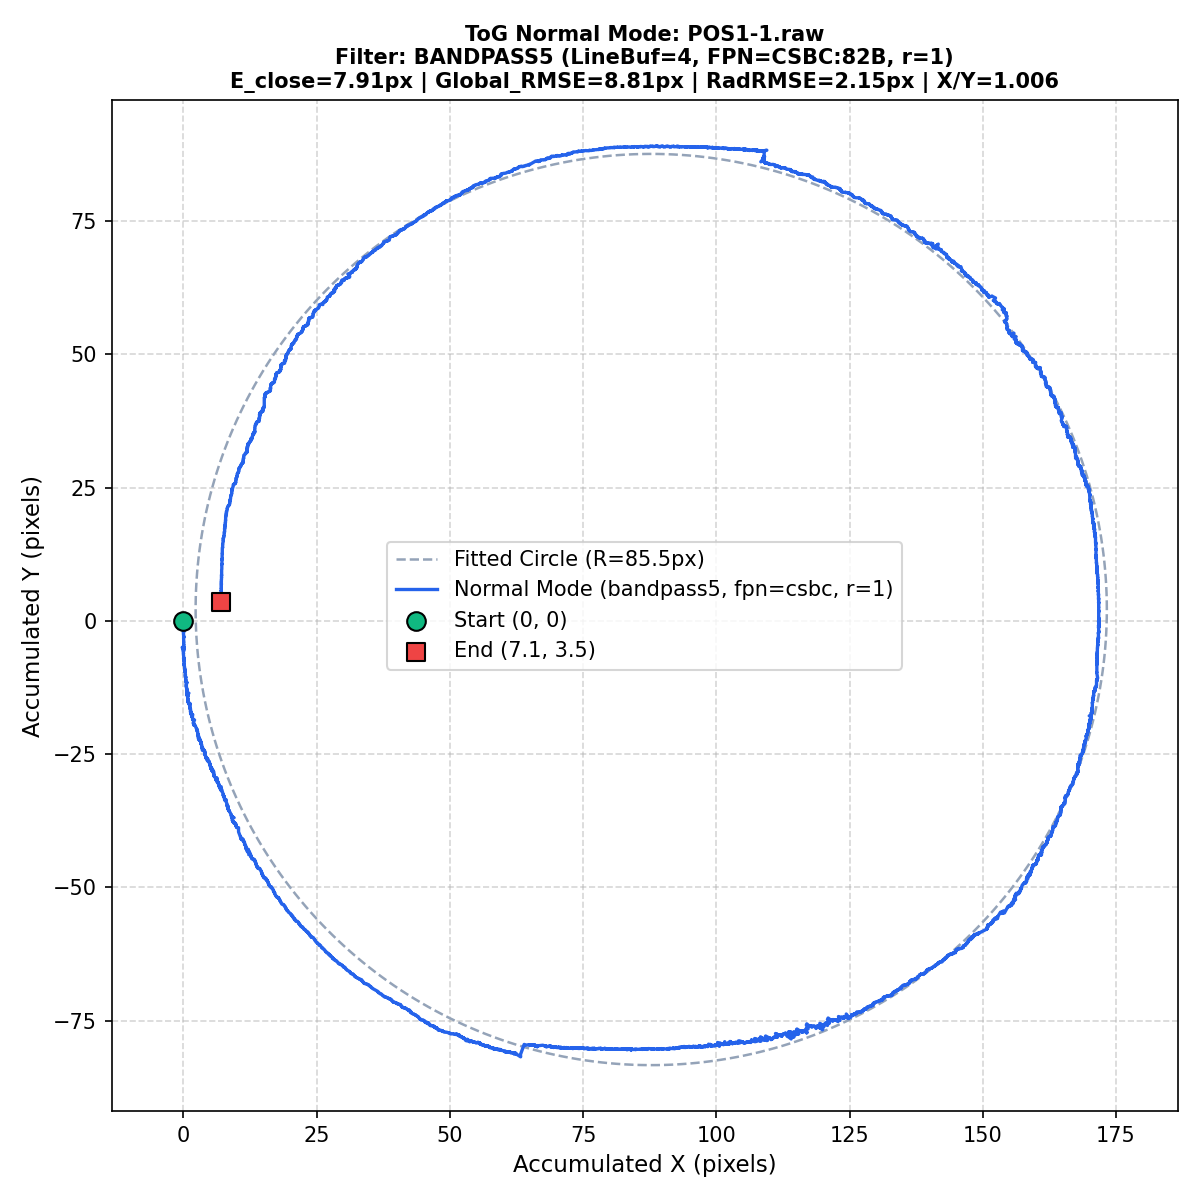 ToG Normal Mode: POS1-1.raw
Filter: BANDPASS5 (LineBuf=4, FPN=CSBC:82B, r=1)
E_close=7.91px | Global_RMSE=8.81px | RadRMSE=2.15px | X/Y=1.006
Accumulated Y (pixels)
75
50
25
0
−25
−50
−75
Fitted Circle (R=85.5px)
Normal Mode (bandpass5, fpn=csbc, r=1)
Start (0, 0)
End (7.1, 3.5)
0 25 50 75 100 125 150 175
Accumulated X (pixels)